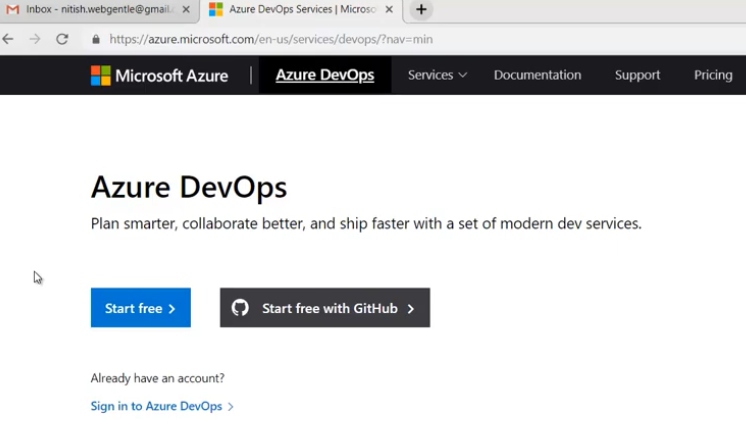 Inbox - nitish.webgentle@gmail.
Azure DevOps Services | Microsof
https://azure.microsoft.com/en-us/services/devops/?nav=min
Microsoft Azure | Azure DevOps Services Documentation Support Pricing
Azure DevOps
Plan smarter, collaborate better, and ship faster with a set of modern dev services.
Start free > Start free with GitHub >
Already have an account?
Sign in to Azure DevOps >